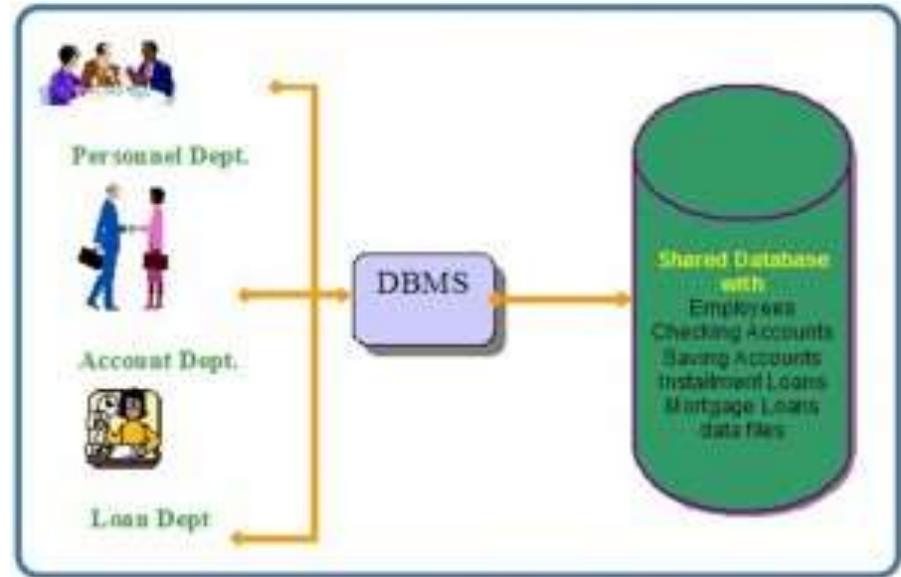 Personnel Dept.
Account Dept.
Loan Dept
DBMS
Shared Database
with
Employees
Checking Accounts
Saving Accounts
Installment Loans
Mortgage Loans
data files